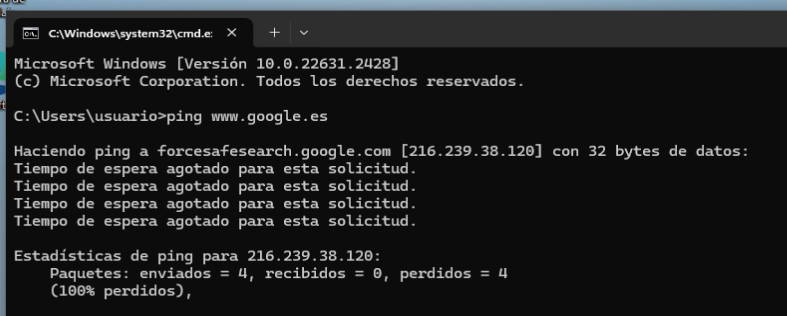 C:\Windows\system32\cmd.e:
Microsoft Windows [Versión 10.0.22631.2428]
(c) Microsoft Corporation. Todos los derechos reservados.
C:\Users\usuario>ping www.google.es
Haciendo ping a forcesafesearch.google.com [216.239.38.120] con 32 bytes de datos:
Tiempo de espera agotado para esta solicitud.
Tiempo de espera agotado para esta solicitud.
Tiempo de espera agotado para esta solicitud.
Tiempo de espera agotado para esta solicitud.
Estadísticas de ping para 216.239.38.120:
Paquetes: enviados = 4, recibidos = 0, perdidos = 4
(100% perdidos),